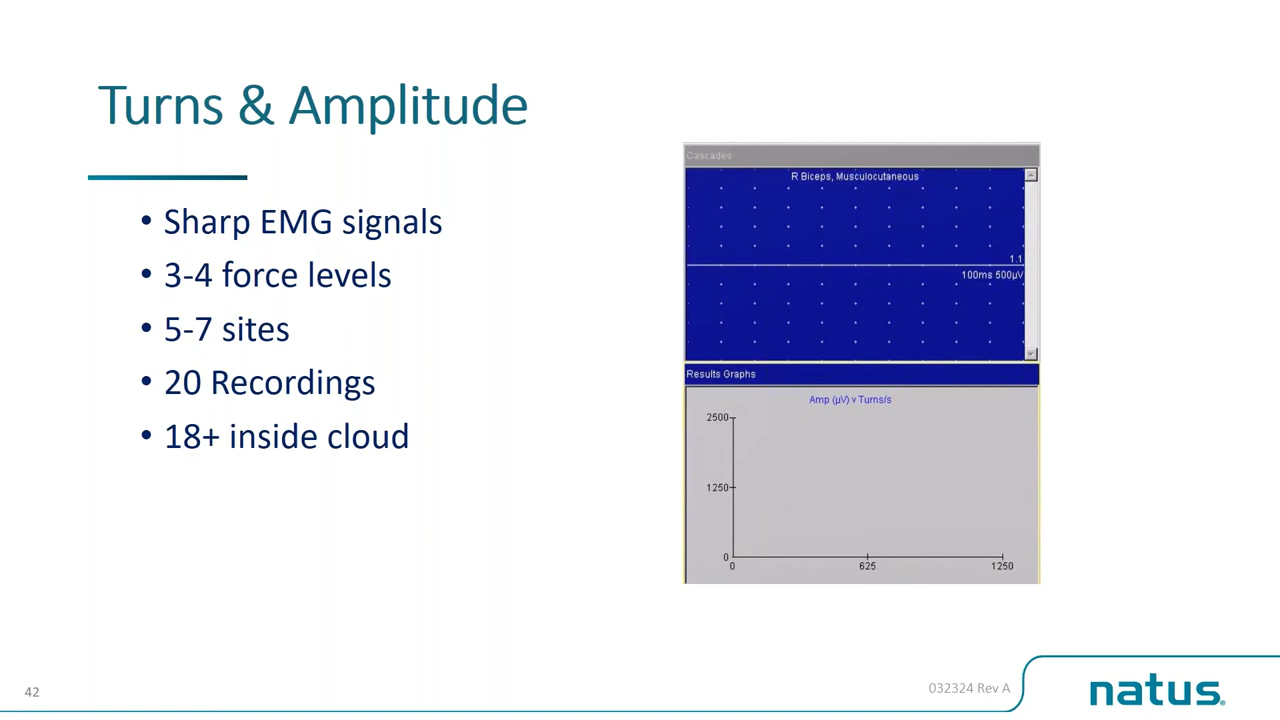 Turns & Amplitude
• Sharp EMG signals
• 3-4 force levels
• 5-7 sites
• 20 Recordings
• 18+ inside cloud
Cascades
R Biceps, Musculocutaneous
1.1
100ms 500µV
Results Graphs
Amp (µV) v Turns/s
2500
1250
0
0 625 1250
42
032324 Rev A
natus.